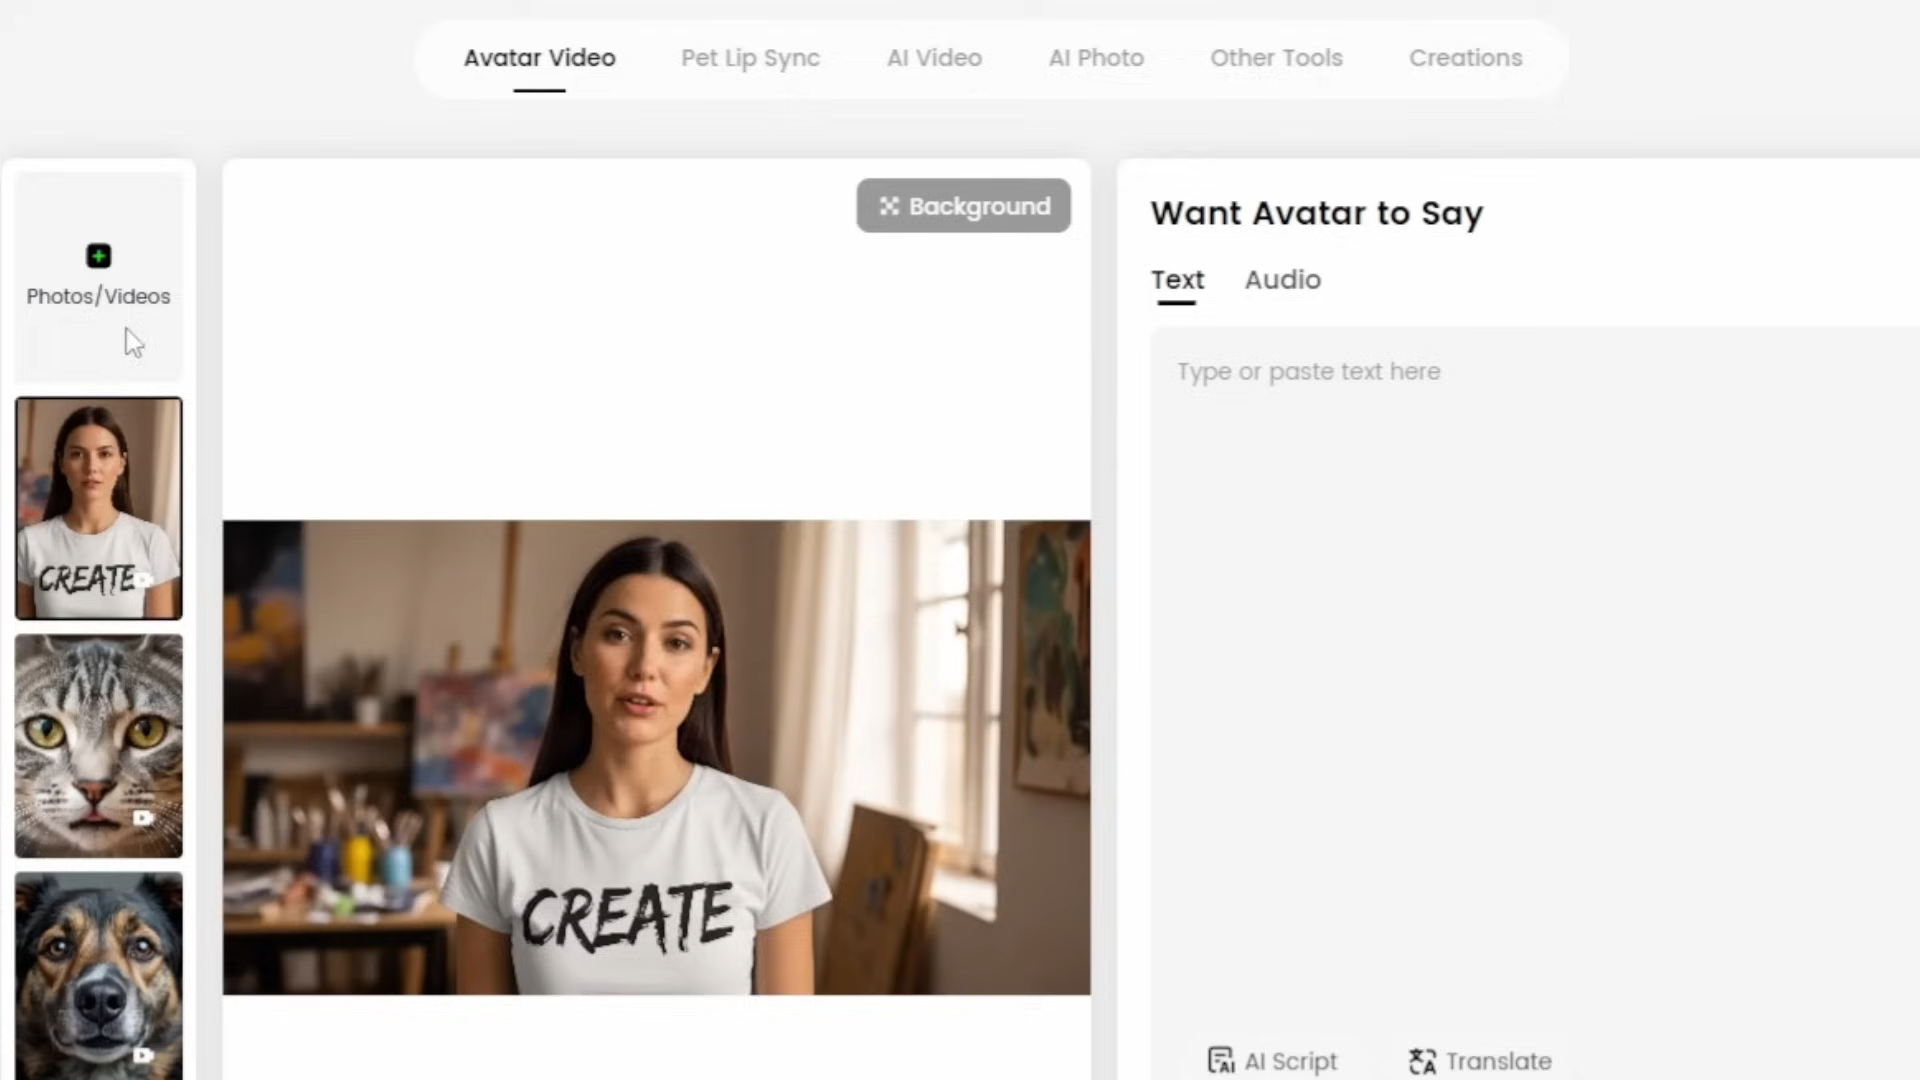 Avatar Video
Pet Lip Sync
AI Video
AI Photo
Other Tools
Creations
Photos/Videos
CREATE
Background
CREATE
Want Avatar to Say
Text
Audio
Type or paste text here
AI Script
Translate